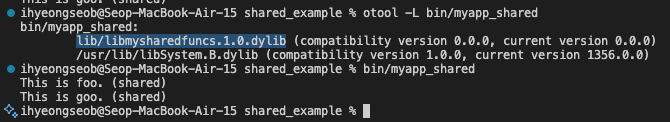 ihyeongseob@Seop-MacBook-Air-15 shared_example % otool -L bin/myapp_shared
bin/myapp_shared:
lib/libmysharedfuncs.1.0.dylib (compatibility version 0.0.0, current version 0.0.0)
/usr/lib/libSystem.B.dylib (compatibility version 1.0.0, current version 1356.0.0)
ihyeongseob@Seop-MacBook-Air-15 shared_example % bin/myapp_shared
This is foo. (shared)
This is goo. (shared)
ihyeongseob@Seop-MacBook-Air-15 shared_example %